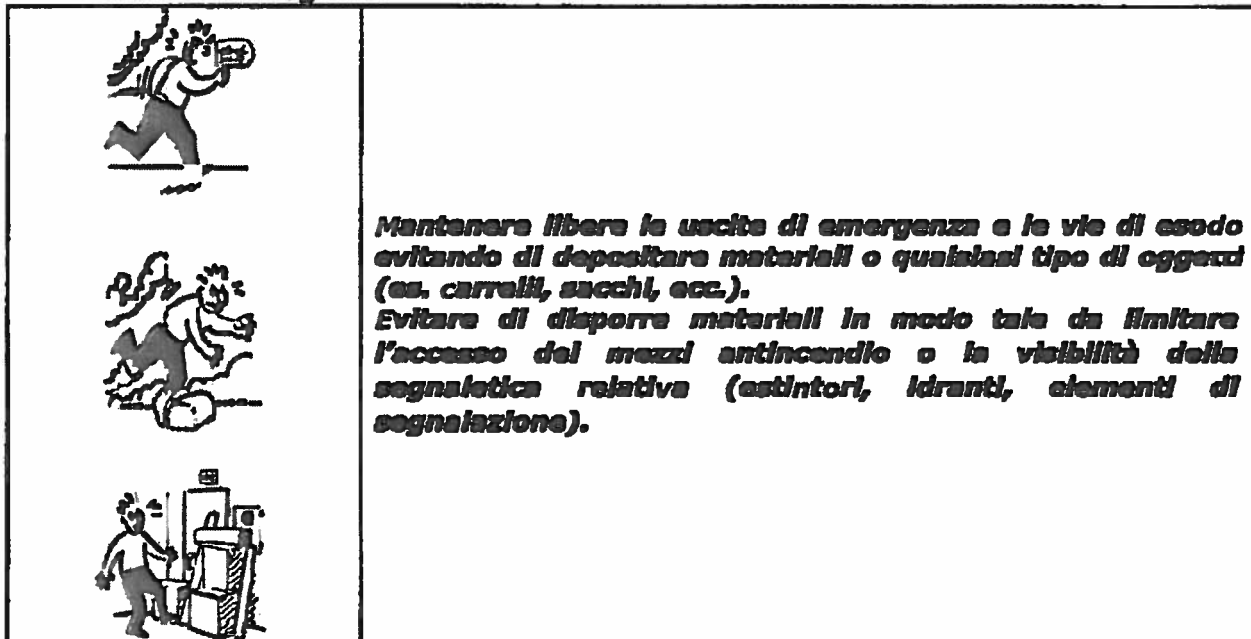 Mantenere libere le uscite di emergenza e le vie di esodo
evitando di depositare materiali o qualsiasi tipo di oggetti
(es. carrelli, sacchi, ecc.).
Evitare di disporre materiali in modo tale da limitare
l'accesso dei mezzi antincendio o la visibilità della
segnaletica relativa (estintori, idranti, elementi di
segnalazione).